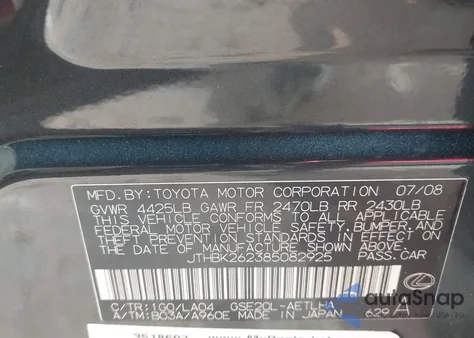 MFD. BY: TOYOTA MOTOR CORPORATION 07/08
GVWR 4425LB GAWR FR 2470LB RR 2430LB
THIS VEHICLE CONFORMS TO ALL APPLICABLE
FEDERAL MOTOR VEHICLE SAFETY, BUMPER, AND
THEFT PREVENTION STANDARDS IN EFFECT ON
THE DATE OF MANUFACTURE SHOWN ABOVE.
JTHBK262385082925 PASS. CAR
C/TR: 1G0/LA04 GSE20L-AETLHA
A/TM: B03A/A960E MADE IN JAPAN 629 A
autoSnap